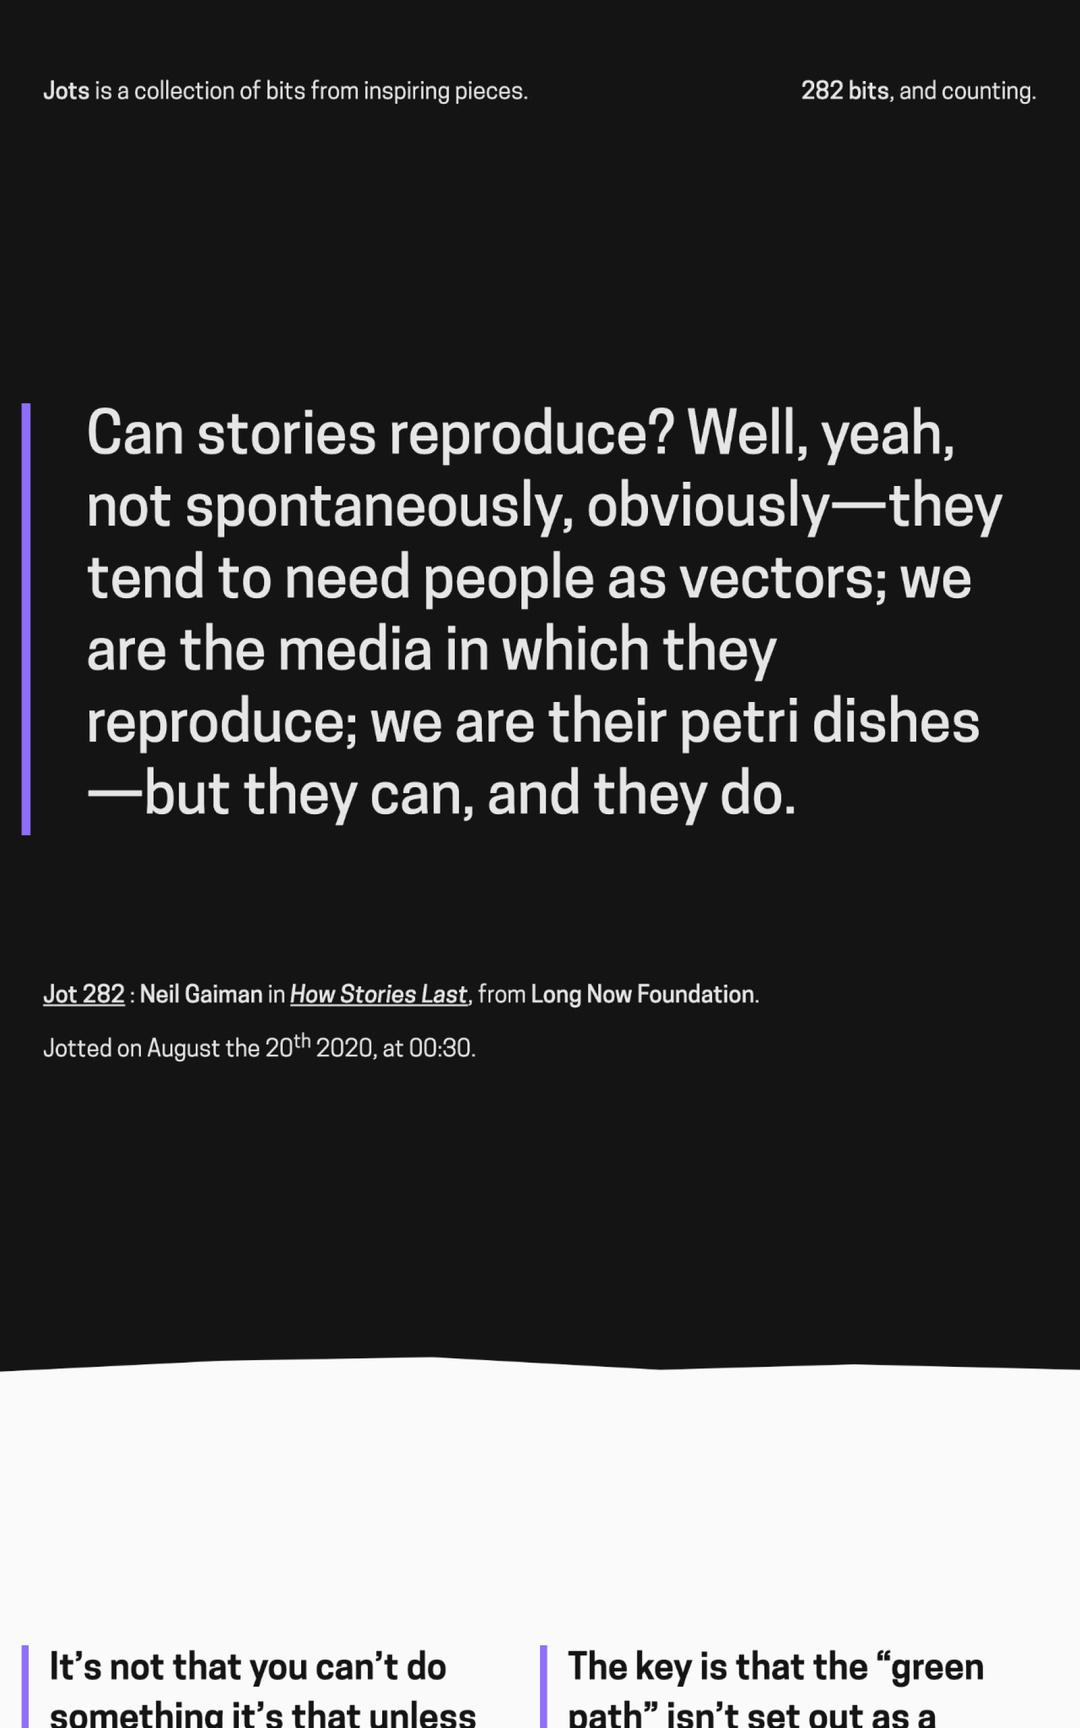 Jots is a collection of bits from inspiring pieces.
282 bits, and counting.
Can stories reproduce? Well, yeah,
not spontaneously, obviously—they
tend to need people as vectors; we
are the media in which they
reproduce; we are their petri dishes
—but they can, and they do.
Jot 282 : Neil Gaiman in How Stories Last, from Long Now Foundation.
Jotted on August the 20th 2020, at 00:30.
It’s not that you can’t do
something it’s that unless
The key is that the “green
path” isn’t set out as a